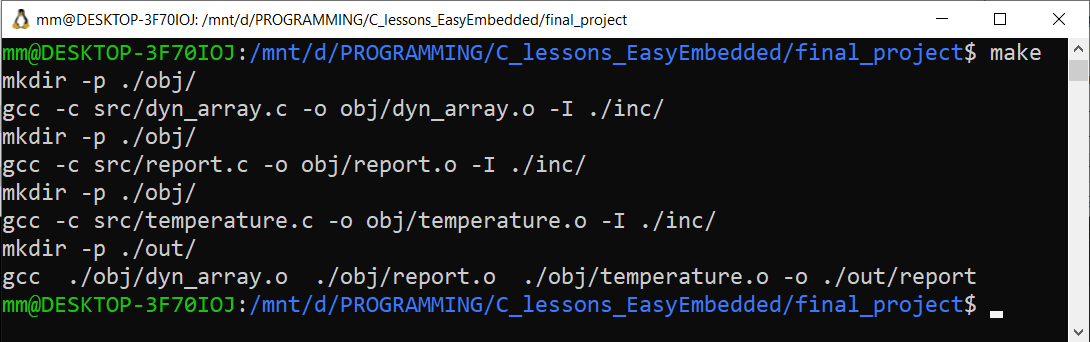 mm@DESKTOP-3F70IOJ: /mnt/d/PROGRAMMING/C_lessons_EasyEmbedded/final_project
mm@DESKTOP-3F70IOJ:/mnt/d/PROGRAMMING/C_lessons_EasyEmbedded/final_project$ make
mkdir -p ./obj/
gcc -c src/dyn_array.c -o obj/dyn_array.o -I ./inc/
mkdir -p ./obj/
gcc -c src/report.c -o obj/report.o -I ./inc/
mkdir -p ./obj/
gcc -c src/temperature.c -o obj/temperature.o -I ./inc/
mkdir -p ./out/
gcc  ./obj/dyn_array.o  ./obj/report.o  ./obj/temperature.o -o ./out/report
mm@DESKTOP-3F70IOJ:/mnt/d/PROGRAMMING/C_lessons_EasyEmbedded/final_project$